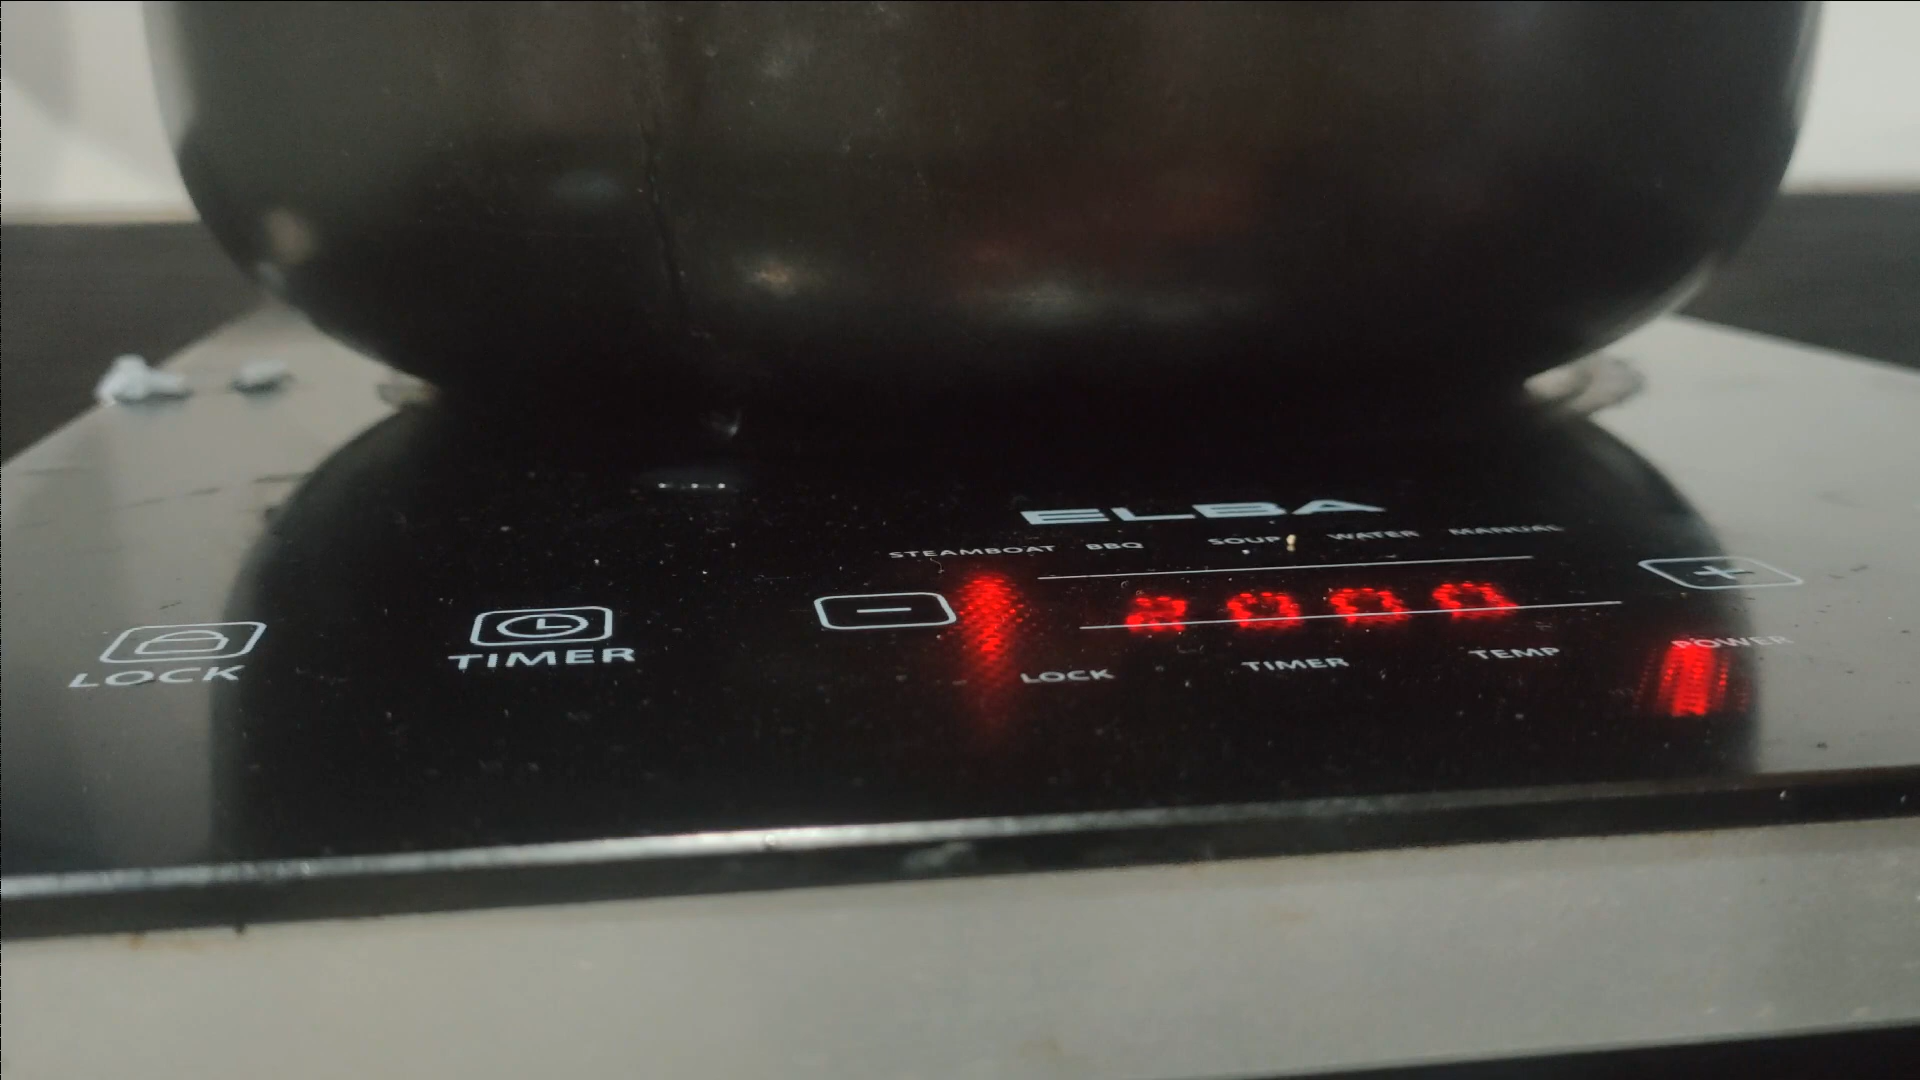 ELBA
STEAMBOAT BBQ SOUP WATER MANUAL
− 2000 +
LOCK TIMER LOCK TIMER TEMP POWER